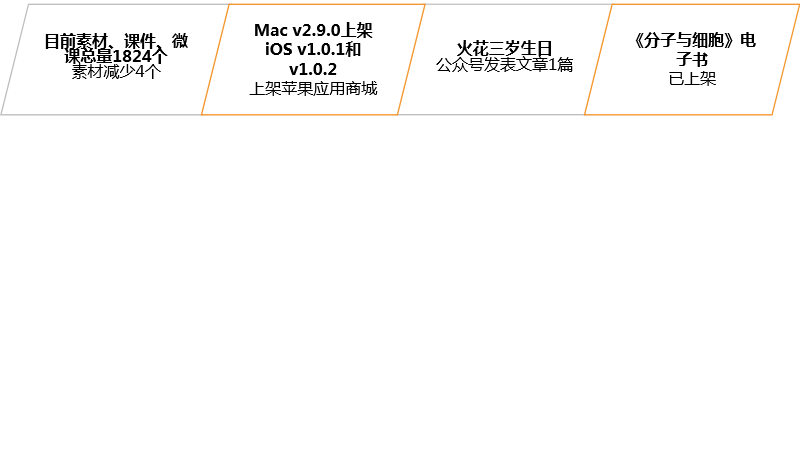 目前素材、课件、微
课总量1824个
素材减少4个
Mac v2.9.0上架
iOS v1.0.1和
v1.0.2
上架苹果应用商城
火花三岁生日
公众号发表文章1篇
《分子与细胞》电
子书
已上架